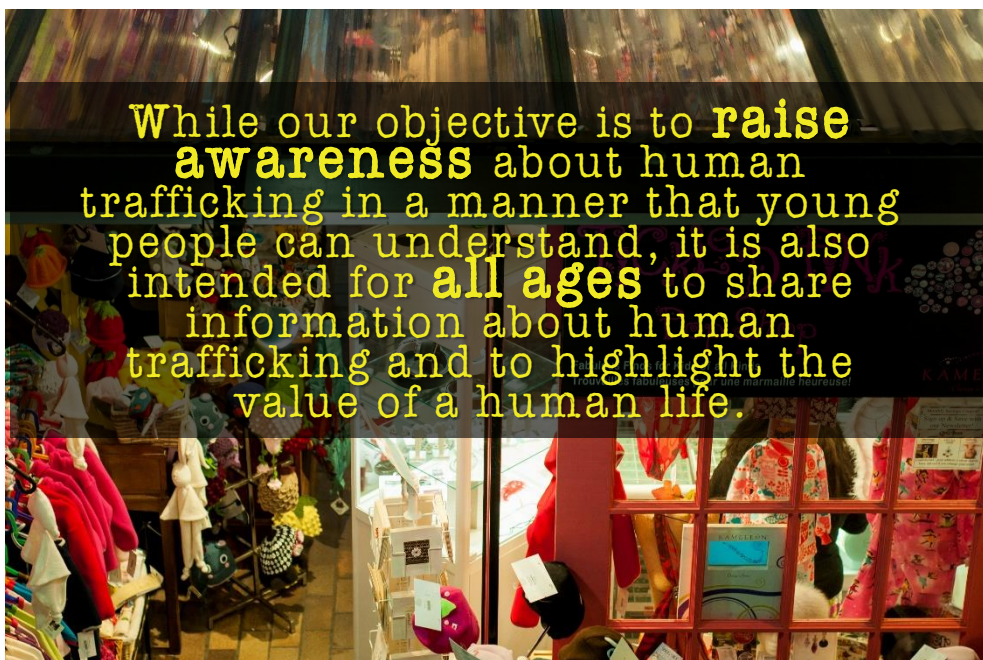 While our objective is to raise
awareness about human
trafficking in a manner that young
people can understand, it is also
intended for all ages to share
information about human
trafficking and to highlight the
value of a human life.
KAMELEON